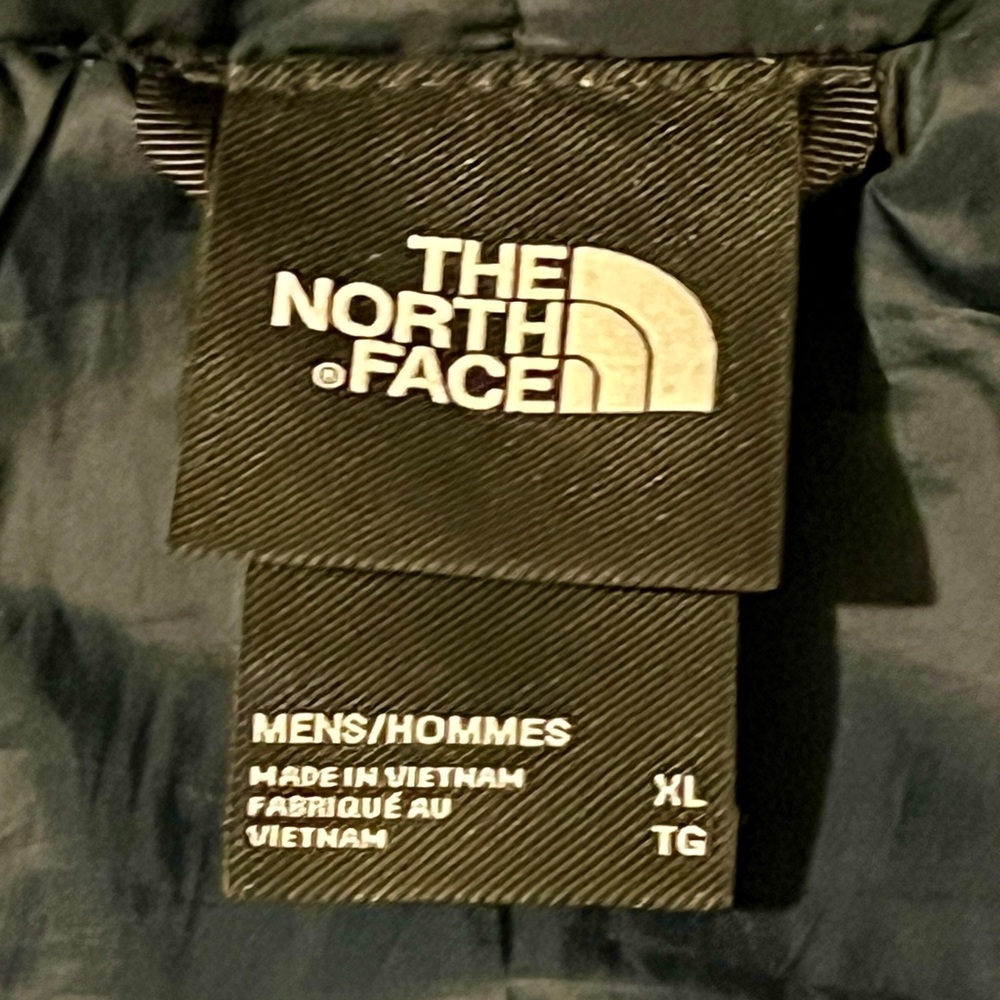 THE
NORTH
®FACE
MENS/HOMMES
MADE IN VIETNAM
FABRIQUÉ AU
VIETNAM
XL
TG